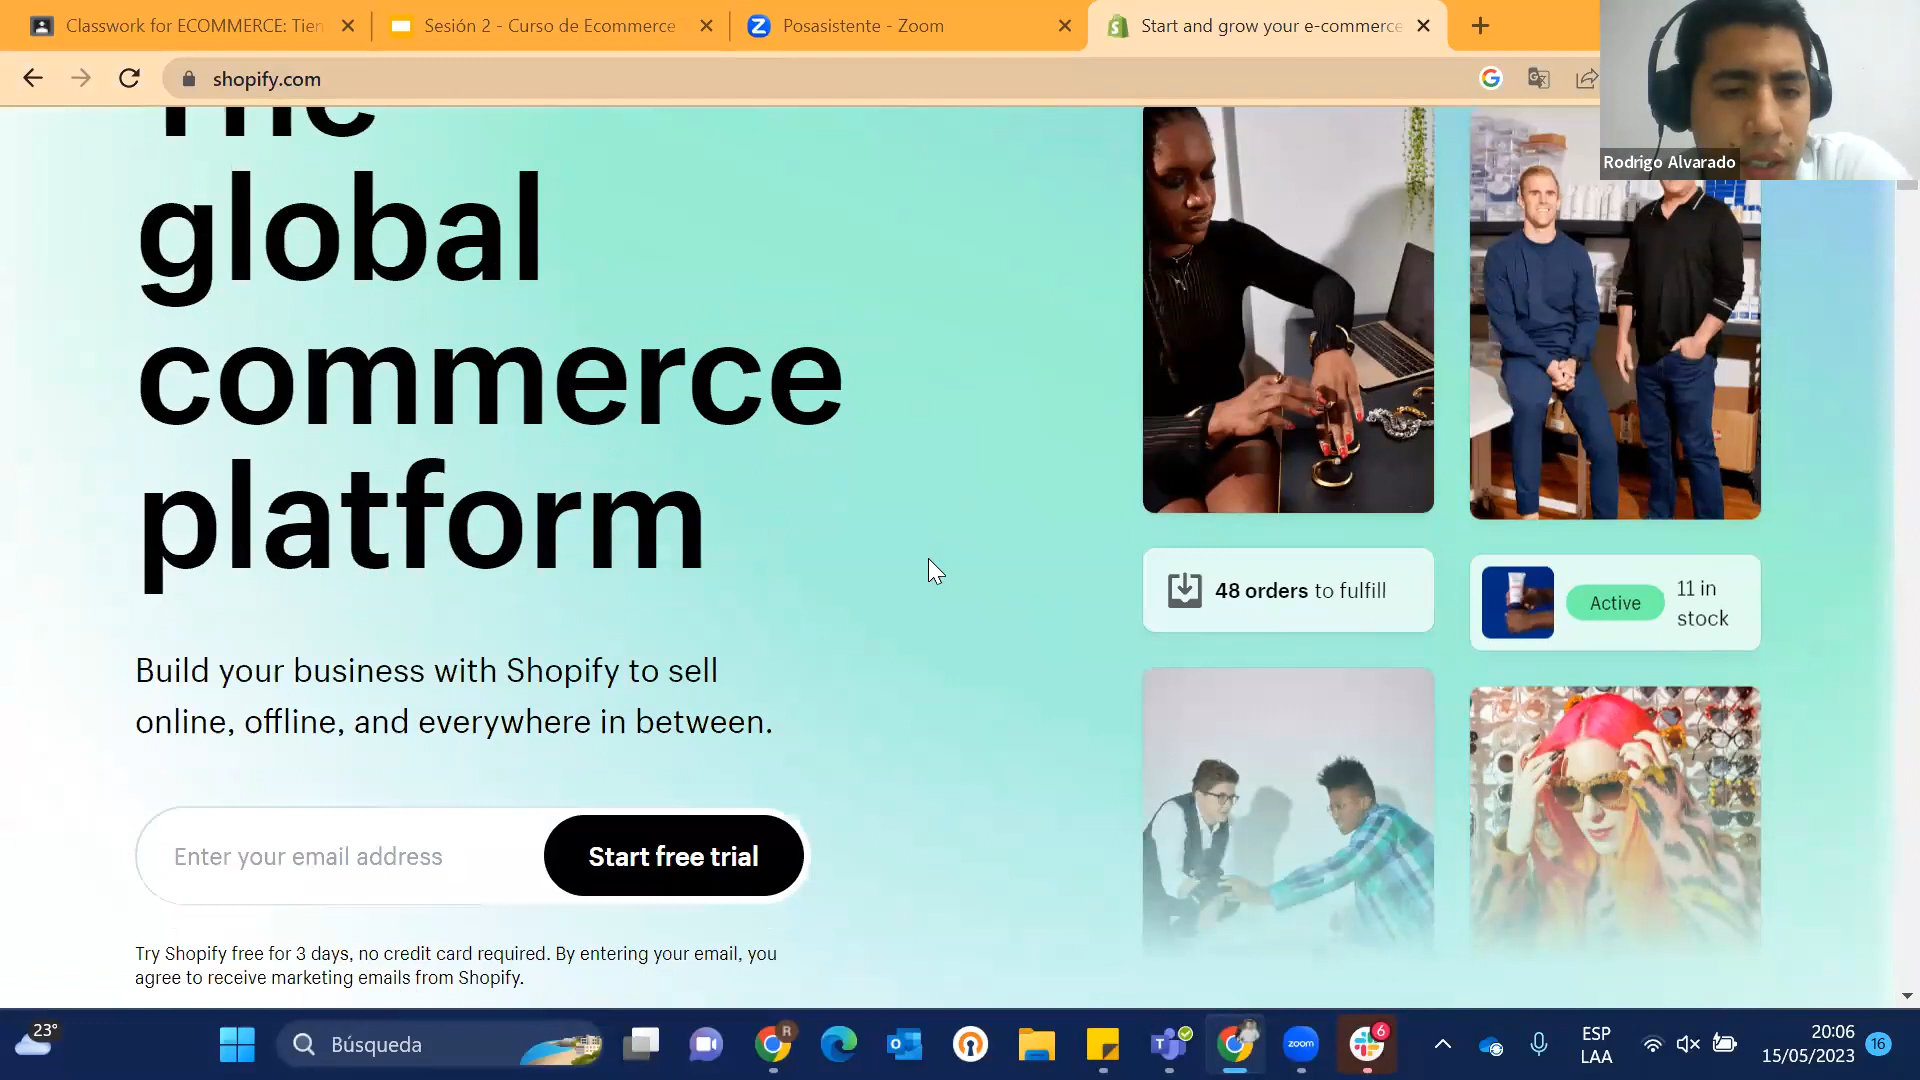 Classwork for ECOMMERCE: Tien
Sesión 2 - Curso de Ecommerce
Posasistente - Zoom
Start and grow your e-commerce
shopify.com
Rodrigo Alvarado
The
global
commerce
platform
Build your business with Shopify to sell
online, offline, and everywhere in between.
Enter your email address
Start free trial
Try Shopify free for 3 days, no credit card required. By entering your email, you
agree to receive marketing emails from Shopify.
48 orders to fulfill
Active
11 in
stock
23°
Búsqueda
R
zoom
6
ESP
LAA
20:06
15/05/2023
16